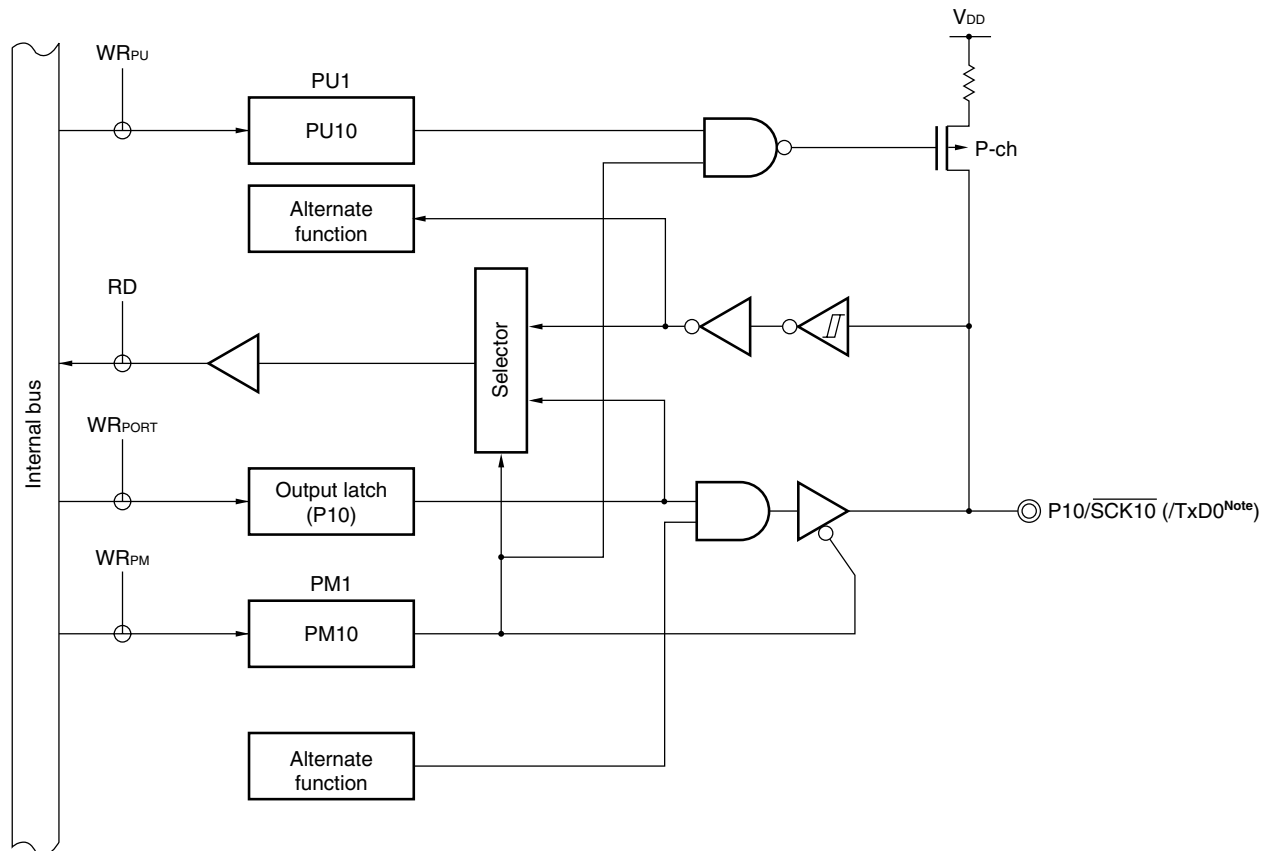 VDD
WRPU
PU1
PU10
P-ch
Alternate
function
RD
Selector
Internal bus
WRPORT
Output latch
(P10)
P10/SCK10 (/TxD0Note)
WRPM
PM1
PM10
Alternate
function